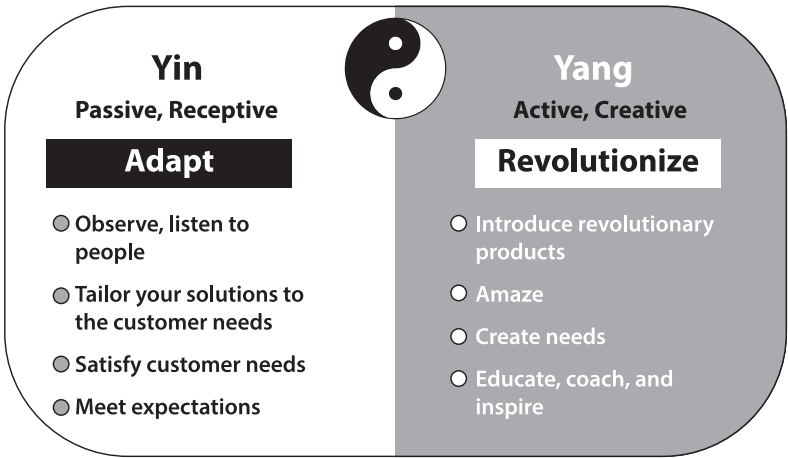 Yin
Passive, Receptive
Adapt
Observe, listen to
people
Tailor your solutions to
the customer needs
Satisfy customer needs
Meet expectations
Yang
Active, Creative
Revolutionize
Introduce revolutionary
products
Amaze
Create needs
Educate, coach, and
inspire